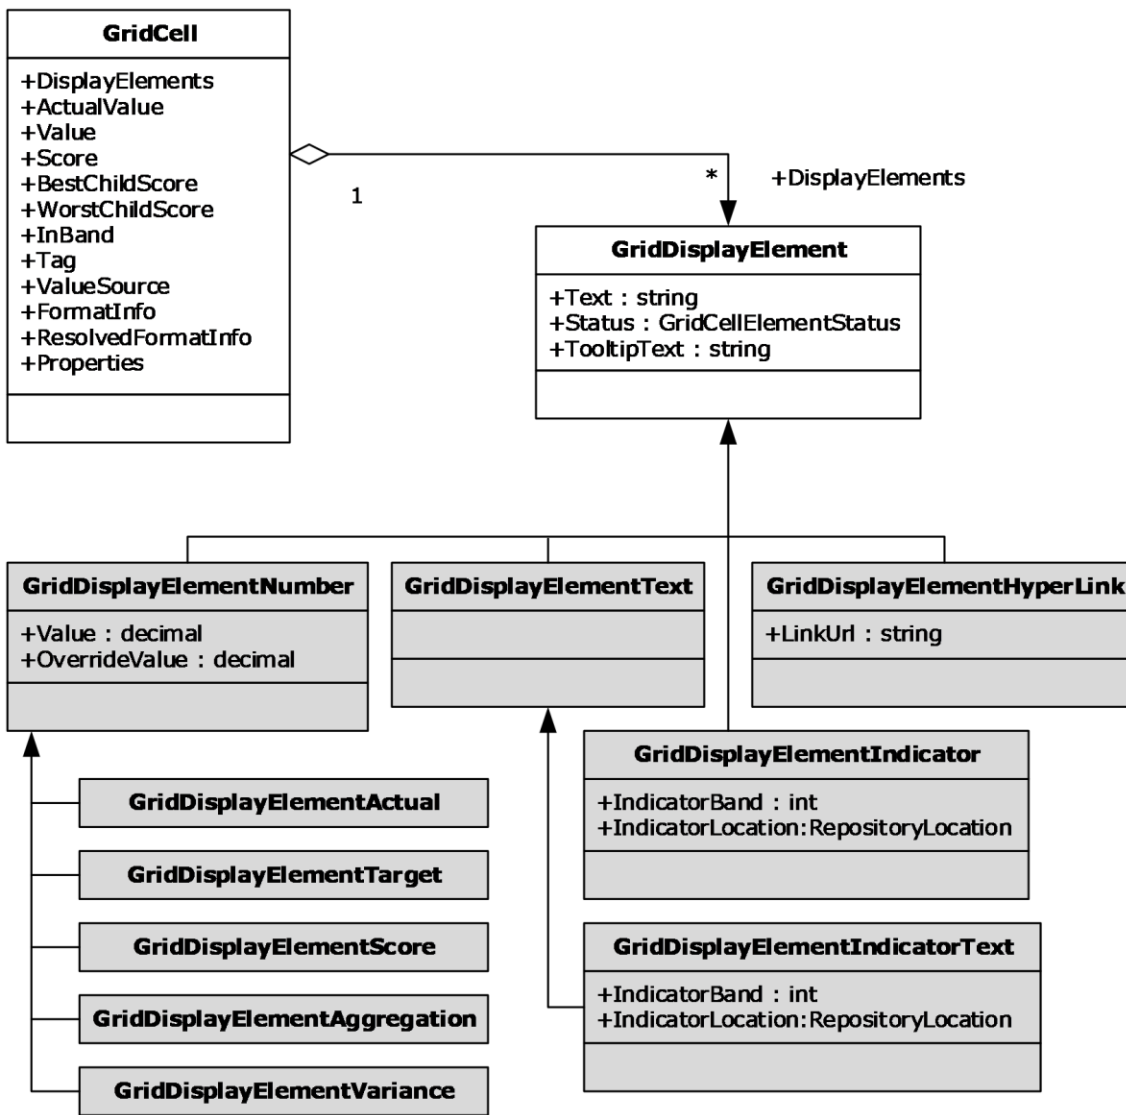 GridCell
+DisplayElements
+ActualValue
+Value
+Score
+BestChildScore
+WorstChildScore
+InBand
+Tag
+ValueSource
+FormatInfo
+ResolvedFormatInfo
+Properties
1
*
+DisplayElements
GridDisplayElement
+Text : string
+Status : GridCellElementStatus
+TooltipText : string
GridDisplayElementNumber
+Value : decimal
+OverrideValue : decimal
GridDisplayElementText
GridDisplayElementHyperLink
+LinkUrl : string
GridDisplayElementIndicator
+IndicatorBand : int
+IndicatorLocation:RepositoryLocation
GridDisplayElementActual
GridDisplayElementTarget
GridDisplayElementScore
GridDisplayElementAggregation
GridDisplayElementVariance
GridDisplayElementIndicatorText
+IndicatorBand : int
+IndicatorLocation:RepositoryLocation